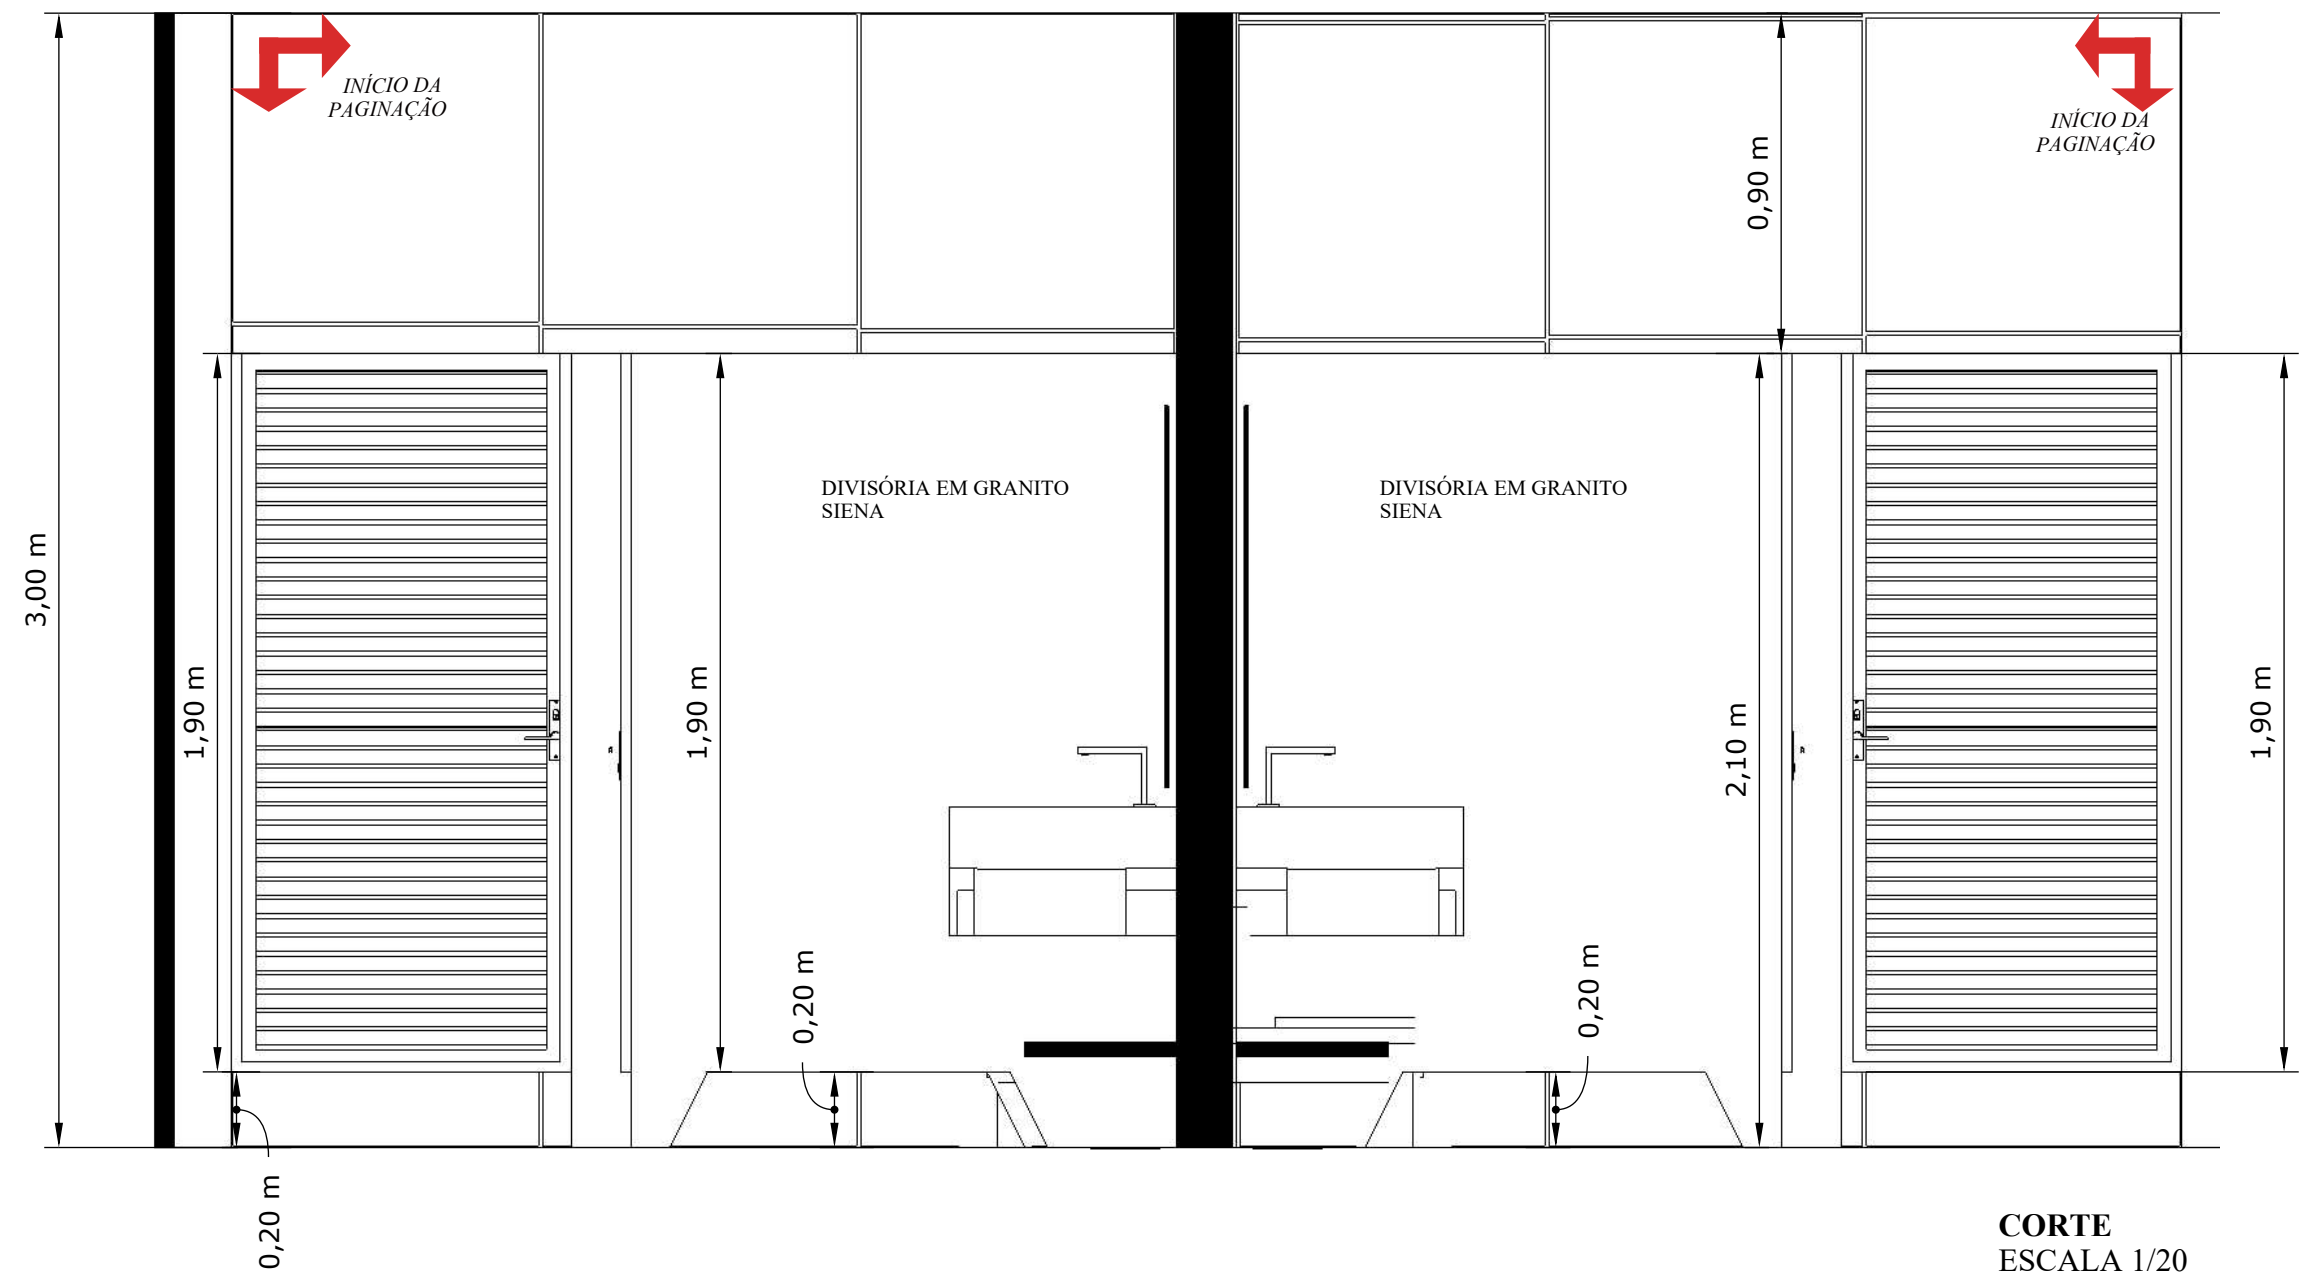 INÍCIO DA
PAGINAÇÃO
INÍCIO DA
PAGINAÇÃO
0,90 m
DIVISÓRIA EM GRANITO
SIENA
DIVISÓRIA EM GRANITO
SIENA
3,00 m
1,90 m
1,90 m
2,10 m
1,90 m
0,20 m
0,20 m
0,20 m
CORTE
ESCALA 1/20